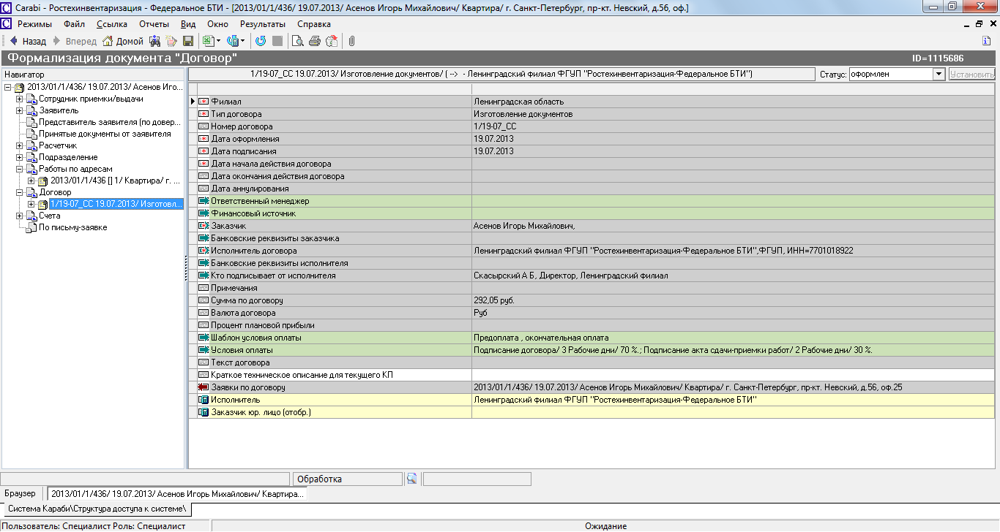 Carabi - Ростехинвентаризация - Федеральное БТИ - [2013/01/1/436/ 19.07.2013/ Асенов Игорь Михайлович/ Квартира/ г. Санкт-Петербург, пр-кт. Невский, д.56, оф.]
Режимы Файл Ссылка Отчеты Вид Окно Результаты Справка
Назад Вперед Домой
Формализация документа "Договор" ID=1115686
Навигатор
2013/01/1/436/ 19.07.2013/ Асенов Иго...
Сотрудник приемки/выдачи
Заявитель
Представитель заявителя (по довер...
Принятые документы от заявителя
Расчетчик
Подразделение
Работы по адресам
2013/01/1/436 [] 1/ Квартира/ г. ...
Договор
1/19-07_СС 19.07.2013/ Изготовл...
Счета
По письму-заявке
1/19-07_СС 19.07.2013/ Изготовление документов/ ( --> - Ленинградский филиал ФГУП "Ростехинвентаризация-Федеральное БТИ")
Статус: оформлен Установить
Филиал Ленинградская область
Тип договора Изготовление документов
Номер договора 1/19-07_СС
Дата оформления 19.07.2013
Дата подписания 19.07.2013
Дата начала действия договора
Дата окончания действия договора
Дата аннулирования
Ответственный менеджер
Финансовый источник
Заказчик Асенов Игорь Михайлович,
Банковские реквизиты заказчика
Исполнитель договора Ленинградский филиал ФГУП "Ростехинвентаризация-Федеральное БТИ",ФГУП, ИНН=7701018922
Банковские реквизиты исполнителя
Кто подписывает от исполнителя Скасырский А Б, Директор, Ленинградский филиал
Примечания
Сумма по договору 292,05 руб.
Валюта договора Руб
Процент плановой прибыли
Шаблон условия оплаты Предоплата , окончательная оплата
Условия оплаты Подписание договора/ 3 Рабочие дни/ 70 %.; Подписание акта сдачи-приемки работ/ 2 Рабочие дни/ 30 %.
Текст договора
Краткое техническое описание для текущего КП
Заявки по договору 2013/01/1/436/ 19.07.2013/ Асенов Игорь Михайлович/ Квартира/ г. Санкт-Петербург, пр-кт. Невский, д.56, оф.25
Исполнитель Ленинградский филиал ФГУП "Ростехинвентаризация-Федеральное БТИ"
Заказчик юр. лицо (отобр.)
Обработка
Браузер 2013/01/1/436/ 19.07.2013/ Асенов Игорь Михайлович/ Квартира...
Система Караби\Структура доступа к системе\
Пользователь: Специалист Роль: Специалист Ожидание